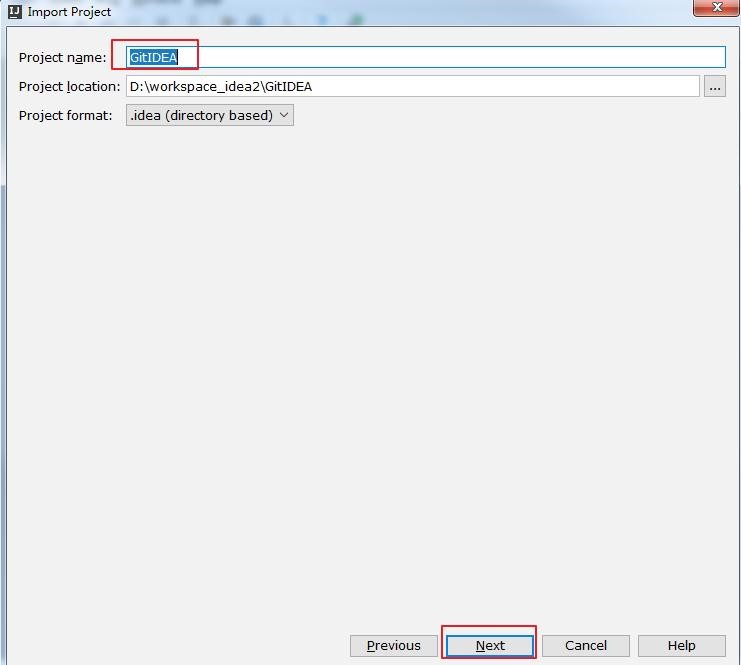 IJ Import Project
Project name: GitIDEA
Project location: D:\workspace_idea2\GitIDEA ...
Project format: .idea (directory based)
Previous Next Cancel Help